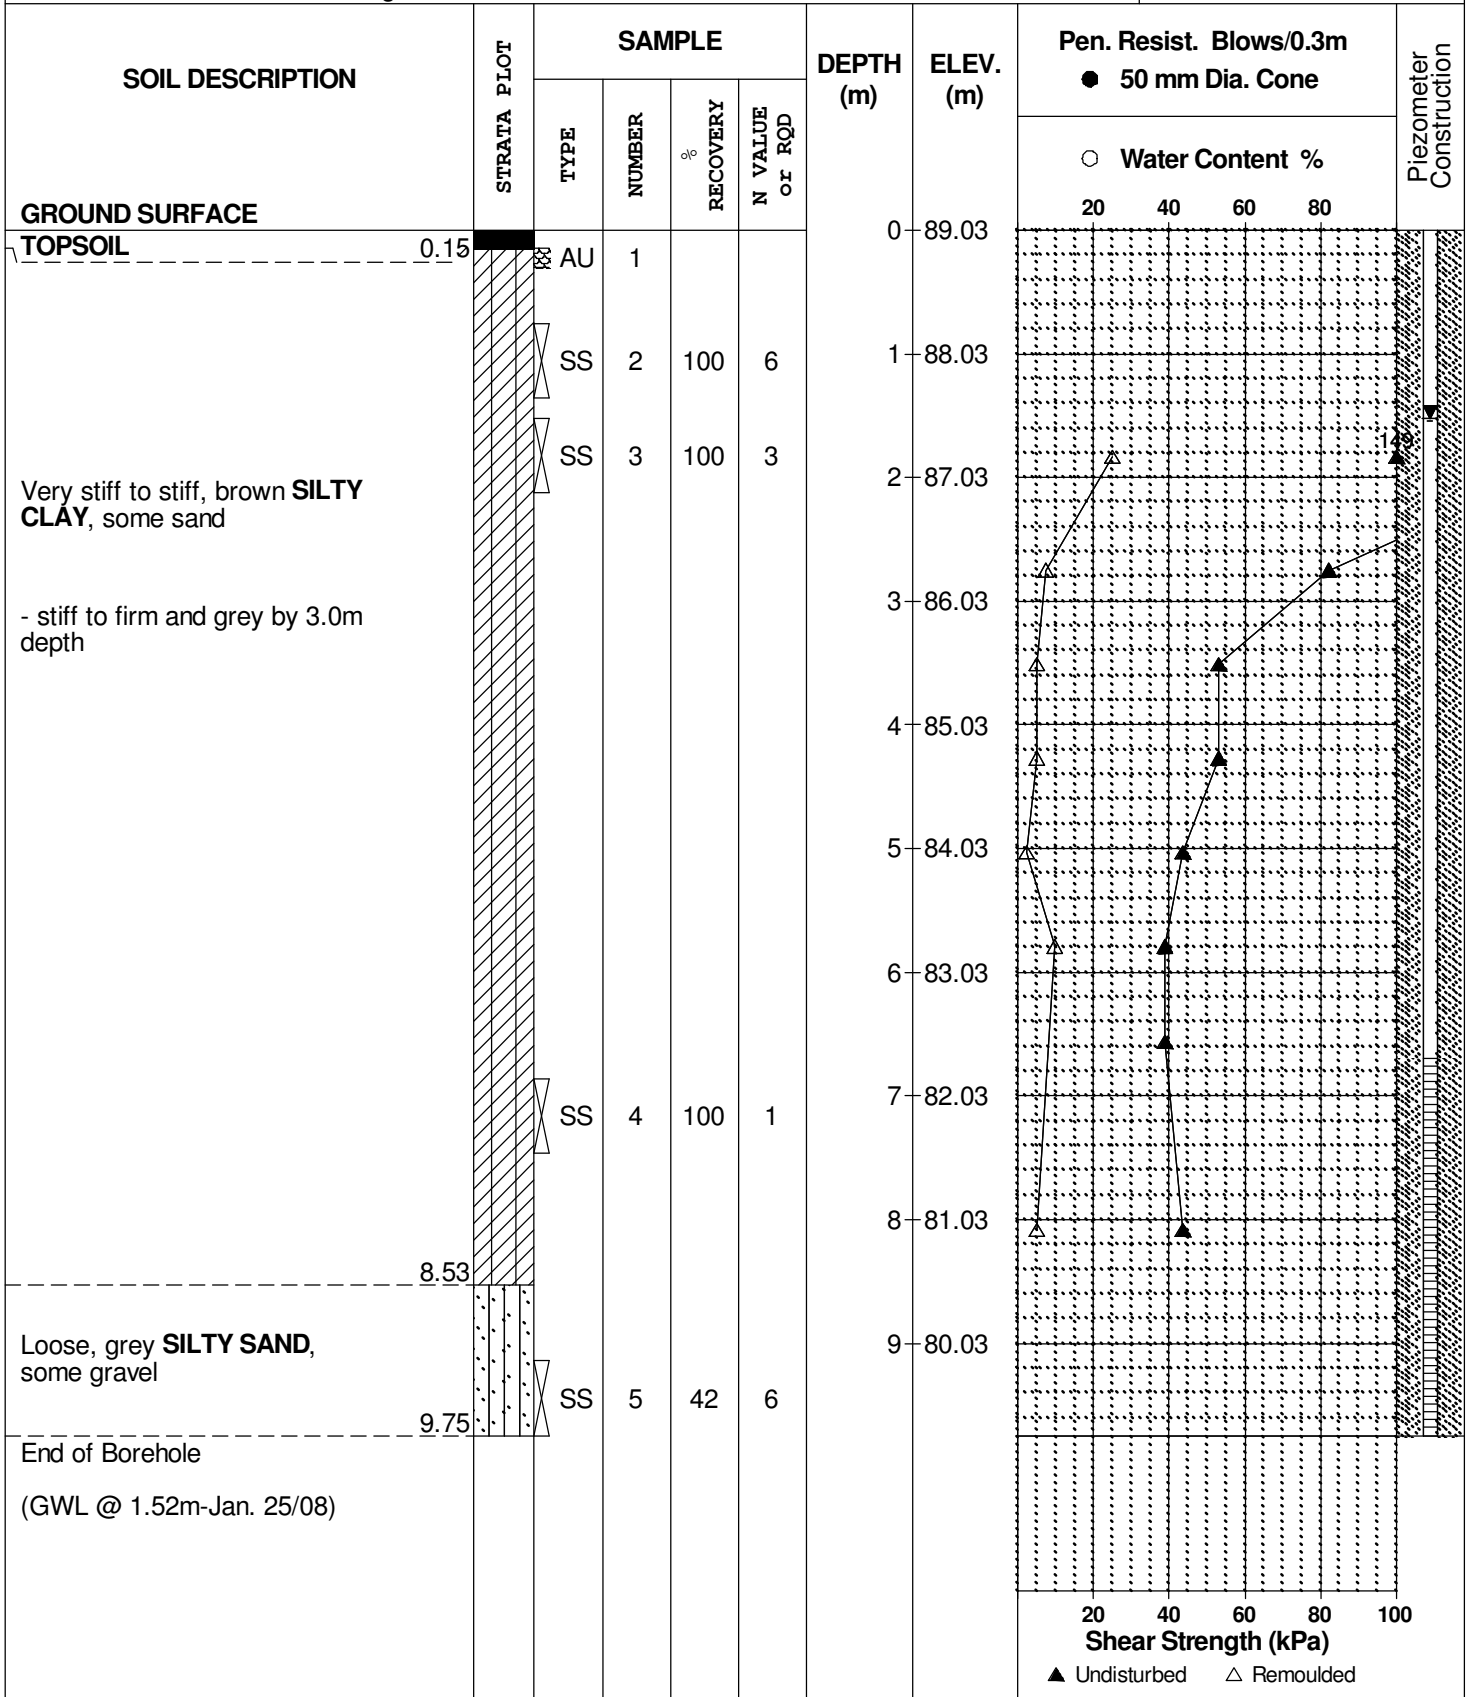 SOIL DESCRIPTION
STRATA PLOT
SAMPLE
TYPE
NUMBER
%
RECOVERY
N VALUE
or RQD
DEPTH
(m)
ELEV.
(m)
Pen. Resist. Blows/0.3m
● 50 mm Dia. Cone
○ Water Content %
20 40 60 80
Piezometer
Construction
GROUND SURFACE
0 89.03
TOPSOIL 0.15
AU 1
SS 2 100 6
1 88.03
149
SS 3 100 3
2 87.03
Very stiff to stiff, brown SILTY
CLAY, some sand
3 86.03
- stiff to firm and grey by 3.0m
depth
4 85.03
5 84.03
6 83.03
7 82.03
SS 4 100 1
8 81.03
8.53
Loose, grey SILTY SAND,
some gravel
9 80.03
SS 5 42 6
9.75
End of Borehole
(GWL @ 1.52m-Jan. 25/08)
20 40 60 80 100
Shear Strength (kPa)
▲ Undisturbed △ Remoulded